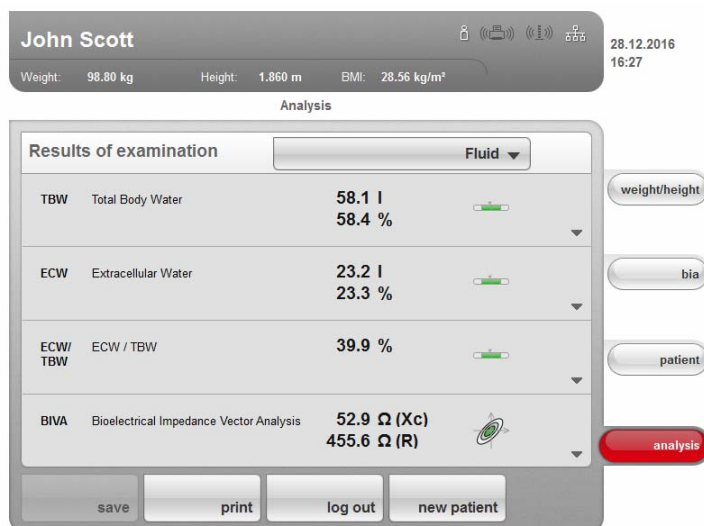 John Scott
28.12.2016
16:27
Weight: 98.80 kg Height: 1.860 m BMI: 28.56 kg/m²
Analysis
Results of examination Fluid
TBW Total Body Water 58.1 l
58.4 %
ECW Extracellular Water 23.2 l
23.3 %
ECW/ ECW / TBW 39.9 %
TBW
BIVA Bioelectrical Impedance Vector Analysis 52.9 Ω (Xc)
455.6 Ω (R)
weight/height
bia
patient
analysis
save print log out new patient